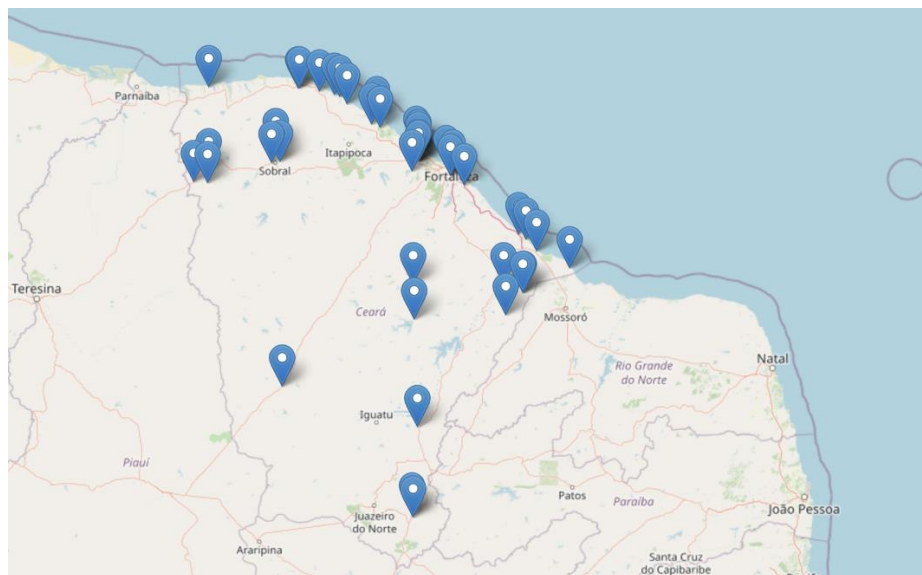 Parnaíba
Itapipoca
Sobral
Fortaleza
Teresina
Ceará
Mossoró
Natal
Rio Grande
do Norte
Iguatu
Piauí
Patos
Paraíba
João Pessoa
Juazeiro
do Norte
Araripina
Santa Cruz
do Capibaribe